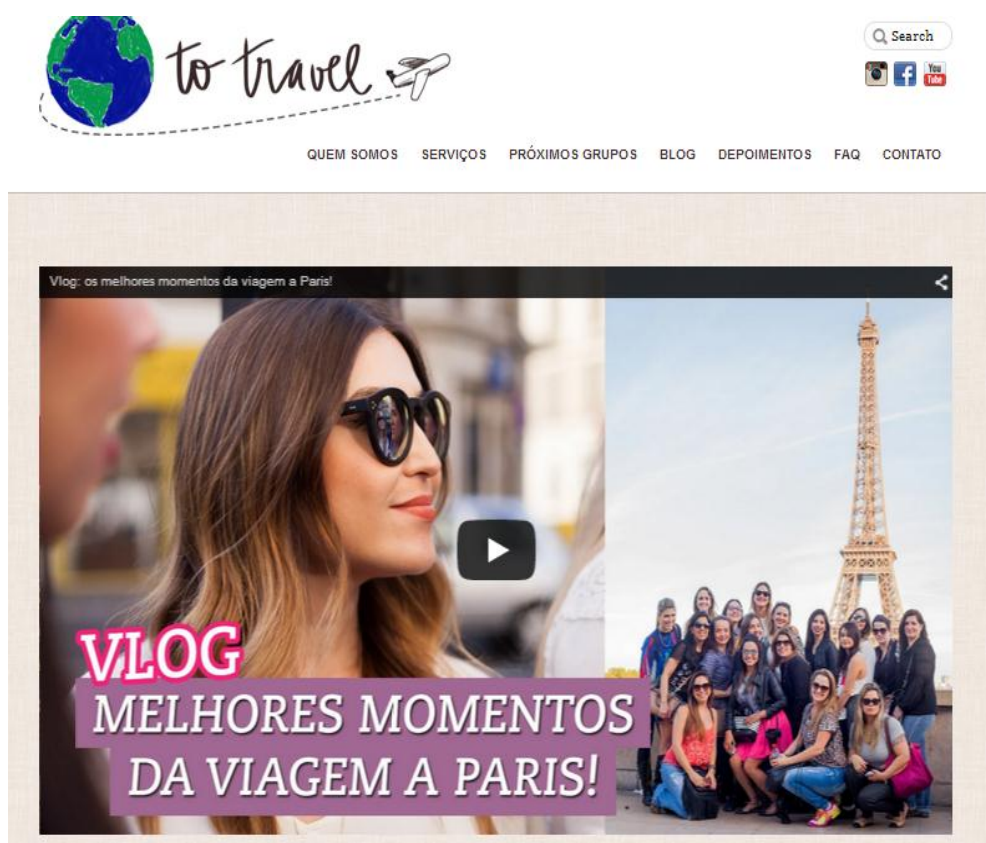 to travel
Search
You
Tube
QUEM SOMOS SERVIÇOS PRÓXIMOS GRUPOS BLOG DEPOIMENTOS FAQ CONTATO
Vlog: os melhores momentos da viagem a Paris!
VLOG
MELHORES MOMENTOS
DA VIAGEM A PARIS!